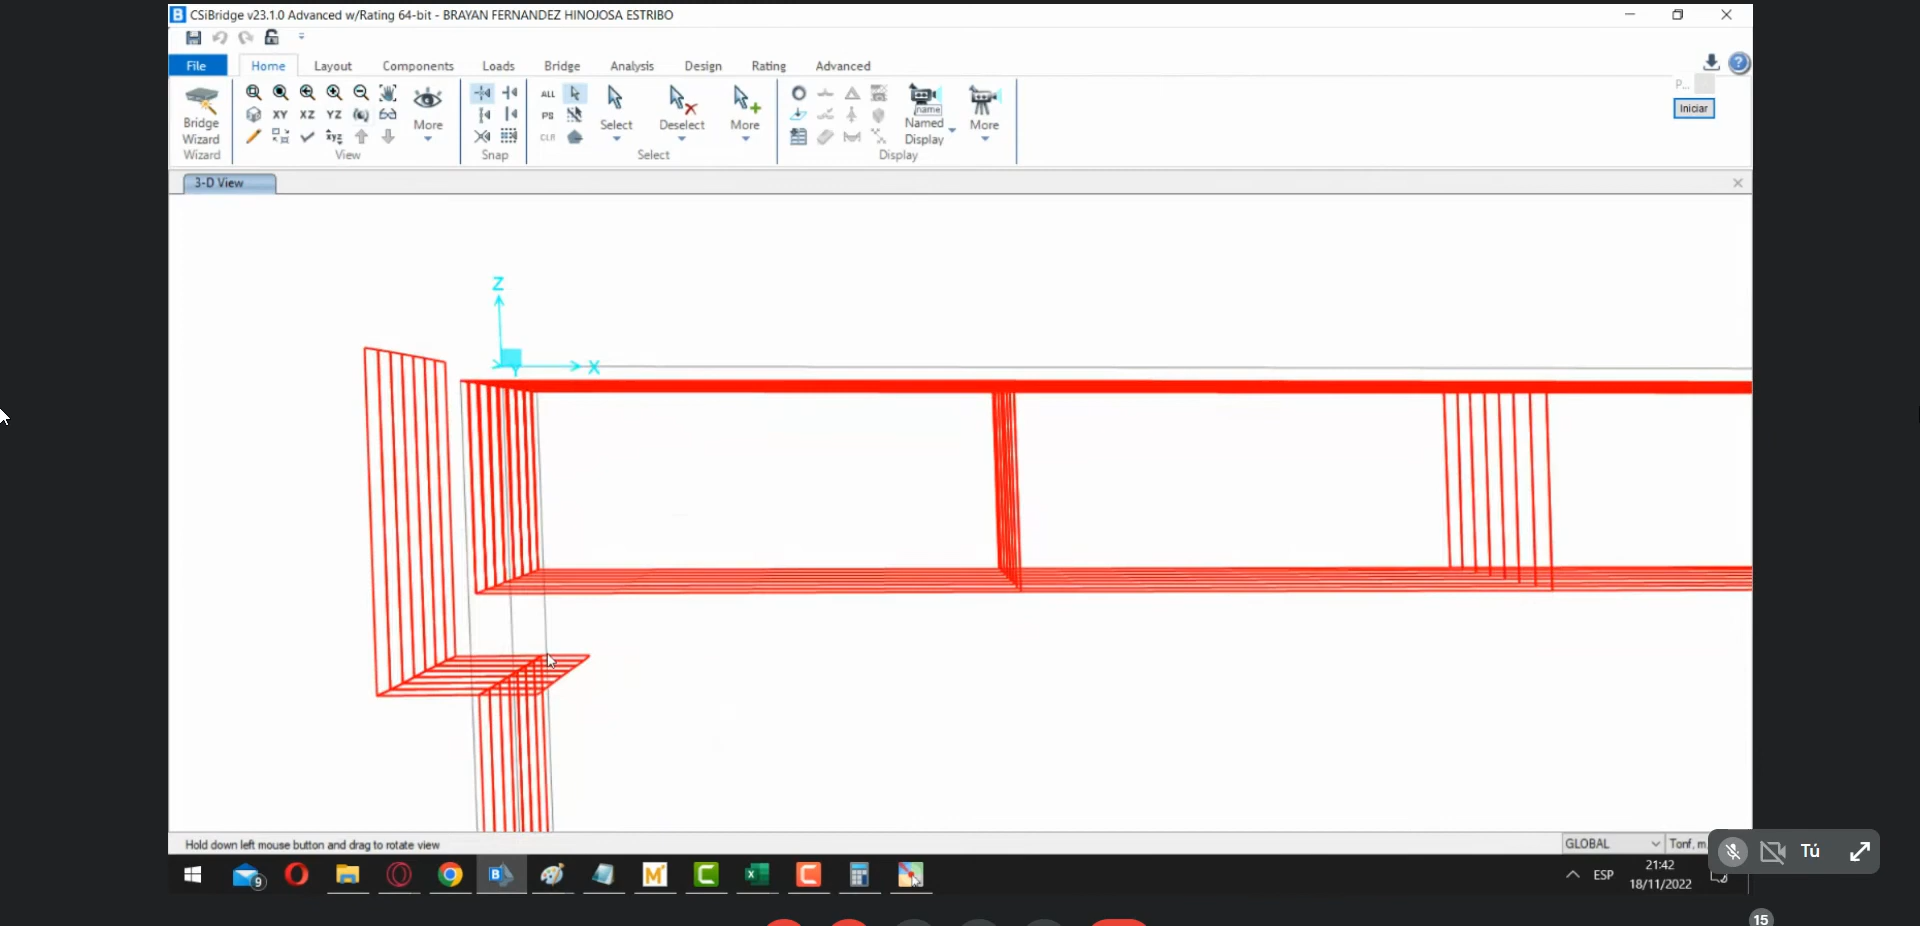 CSiBridge v23.1.0 Advanced w/Rating 64-bit - BRAYAN FERNANDEZ HINOJOSA ESTRIBO
File Home Layout Components Loads Bridge Analysis Design Rating Advanced
P...
Iniciar
Bridge
Wizard
Wizard
XY XZ YZ
xyz
More
View
Snap
ALL
PS
CLR
Select
Deselect
More
Select
name
Named
Display
More
Display
3-D View
Z
X
Y
Hold down left mouse button and drag to rotate view
GLOBAL
Tonf, m,
Tú
9
ESP
21:42
18/11/2022
15